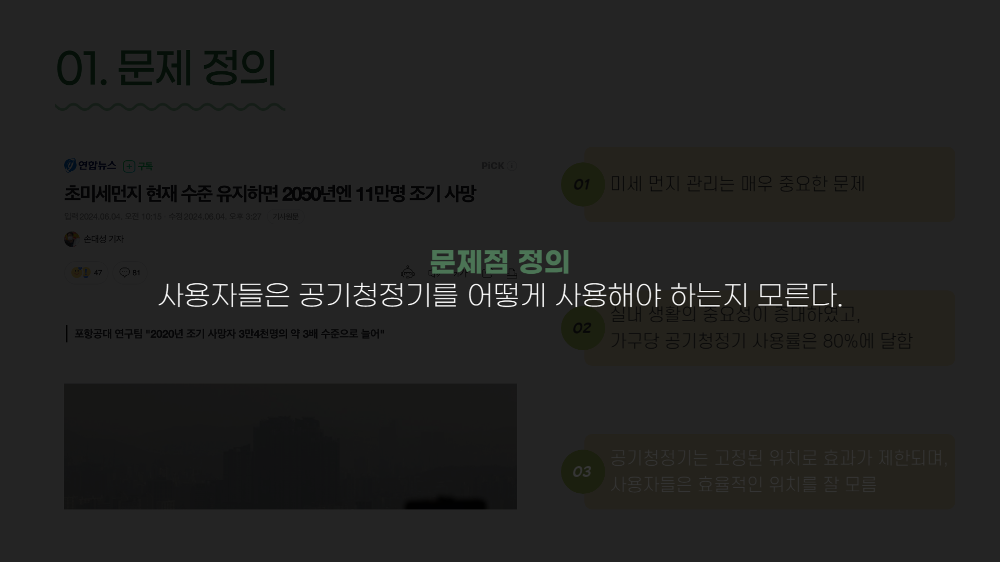 01. 문제 정의
연합뉴스 구독
PiCK
초미세먼지 현재 수준 유지하면 2050년엔 11만명 조기 사망
입력 2024.06.04. 오전 10:15 · 수정 2024.06.04. 오후 3:27 기사원문
손대성 기자
47 81
가가
포항공대 연구팀 "2020년 조기 사망자 3만4천명의 약 3배 수준으로 늘어"
문제점 정의
사용자들은 공기청정기를 어떻게 사용해야 하는지 모른다.
01 미세 먼지 관리는 매우 중요한 문제
02 실내 생활의 중요성이 증대하였고,
가구당 공기청정기 사용률은 80%에 달함
03 공기청정기는 고정된 위치로 효과가 제한되며,
사용자들은 효율적인 위치를 잘 모름